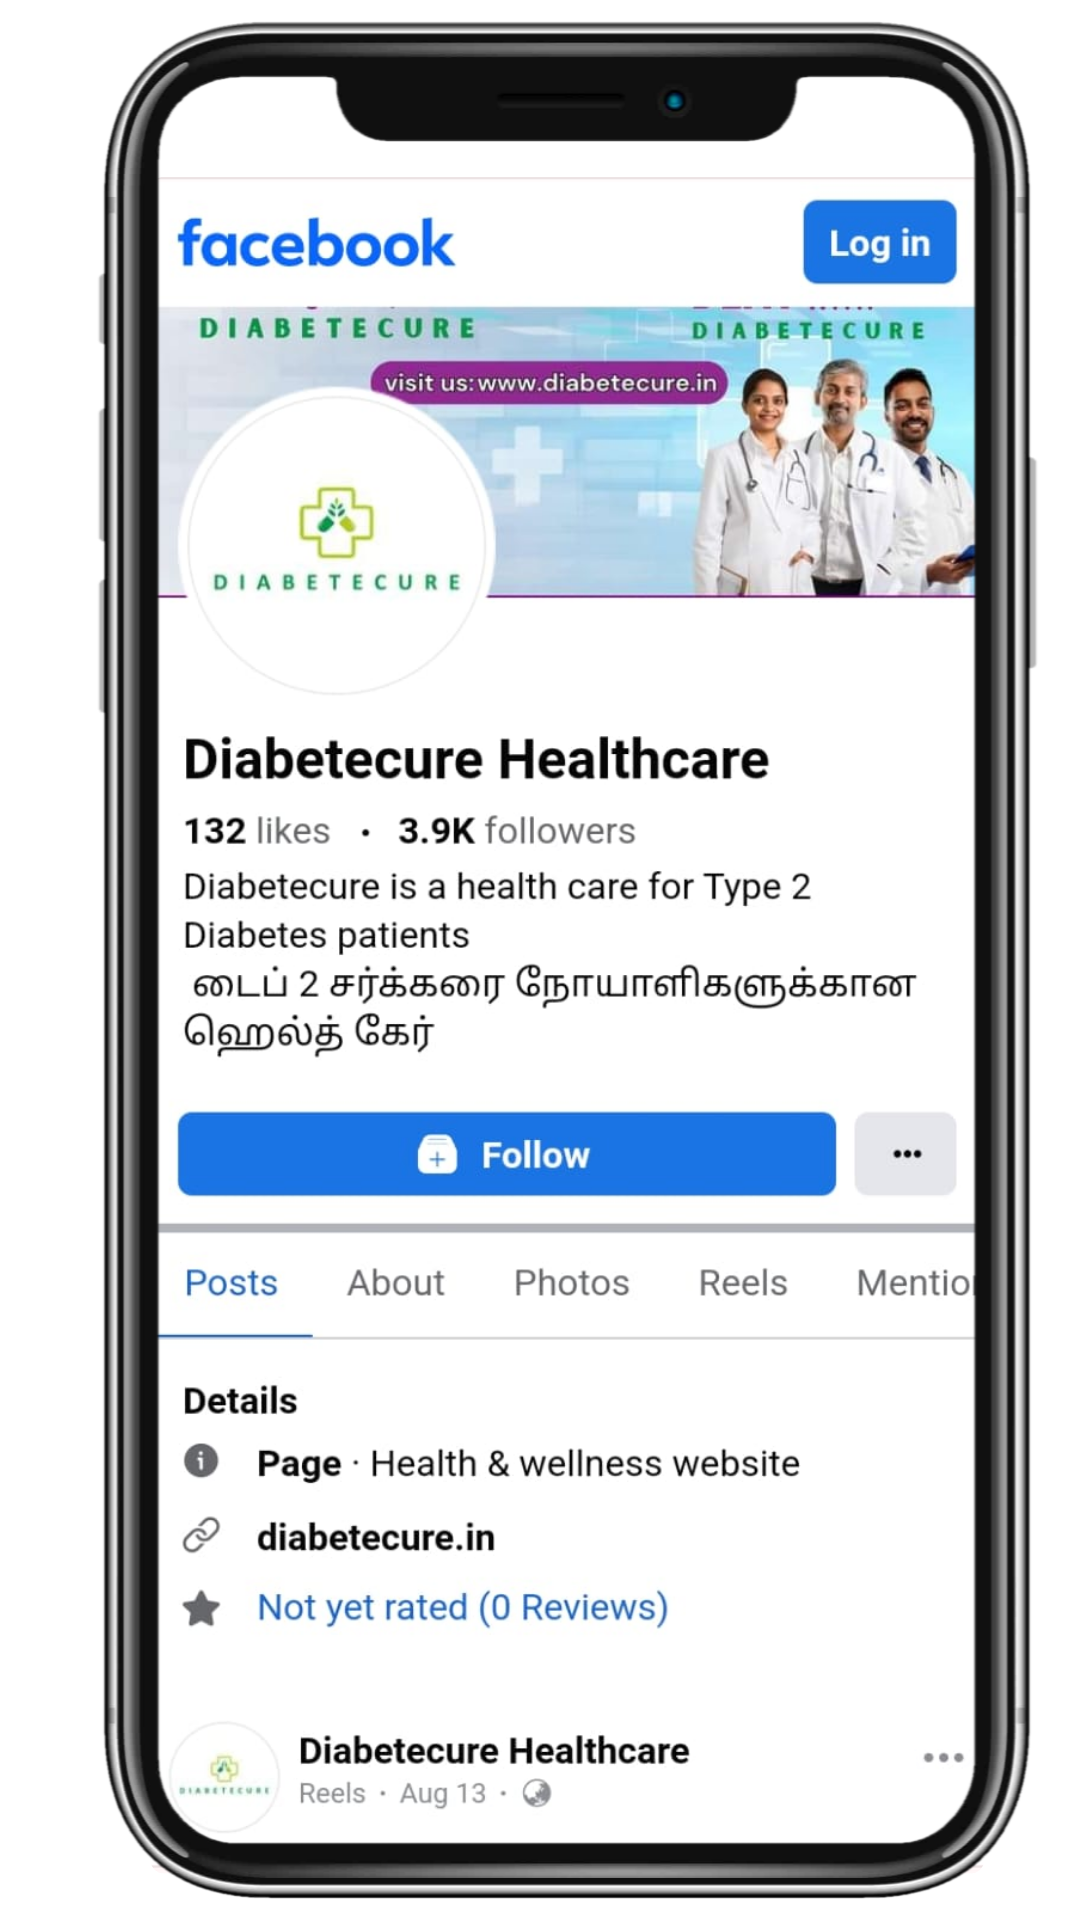 facebook
Log in
DIABETECURE
DIABETECURE
visit us: www.diabetecure.in
DIABETECURE
Diabetecure Healthcare
132 likes · 3.9K followers
Diabetecure is a health care for Type 2
Diabetes patients
டைப் 2 சர்க்கரை நோயாளிகளுக்கான
ஹெல்த் கேர்
Follow
Posts About Photos Reels Mentio
Details
Page · Health & wellness website
diabetecure.in
Not yet rated (0 Reviews)
Diabetecure Healthcare
DIABETECURE
Reels · Aug 13 ·